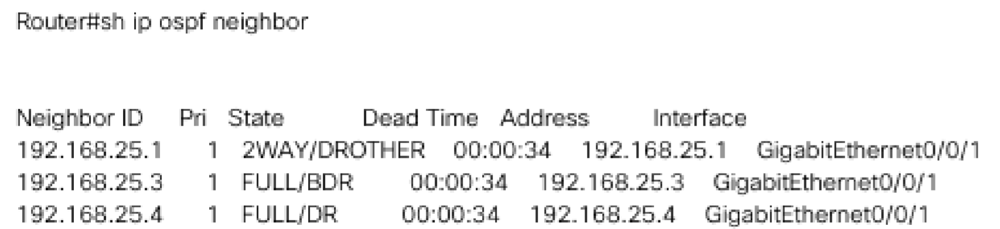 Router#sh ip ospf neighbor
Neighbor ID Pri State Dead Time Address Interface
192.168.25.1 1 2WAY/DROTHER 00:00:34 192.168.25.1 GigabitEthernet0/0/1
192.168.25.3 1 FULL/BDR 00:00:34 192.168.25.3 GigabitEthernet0/0/1
192.168.25.4 1 FULL/DR 00:00:34 192.168.25.4 GigabitEthernet0/0/1